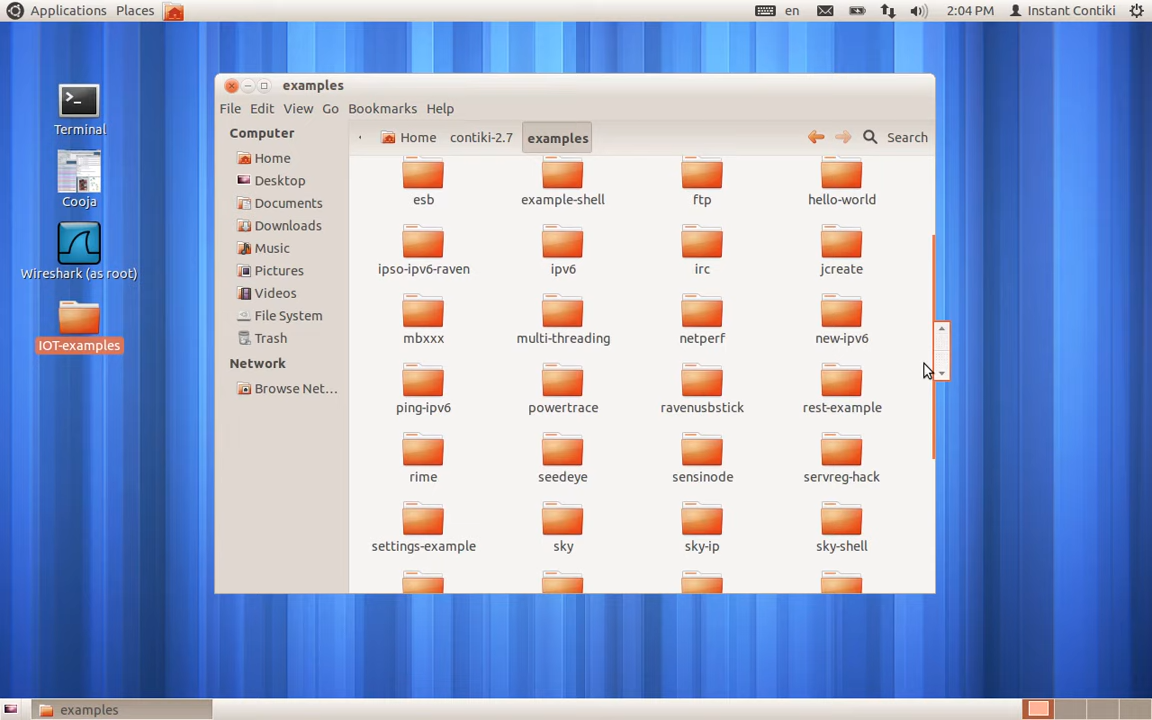 Applications Places en 2:04 PM Instant Contiki
Terminal
Cooja
Wireshark (as root)
IOT-examples
examples
File Edit View Go Bookmarks Help
Computer
Home
Desktop
Documents
Downloads
Music
Pictures
Videos
File System
Trash
Network
Browse Net...
Home contiki-2.7 examples Search
esb example-shell ftp hello-world
ipso-ipv6-raven ipv6 irc jcreate
mbxxx multi-threading netperf new-ipv6
ping-ipv6 powertrace ravenusbstick rest-example
rime seedeye sensinode servreg-hack
settings-example sky sky-ip sky-shell
examples